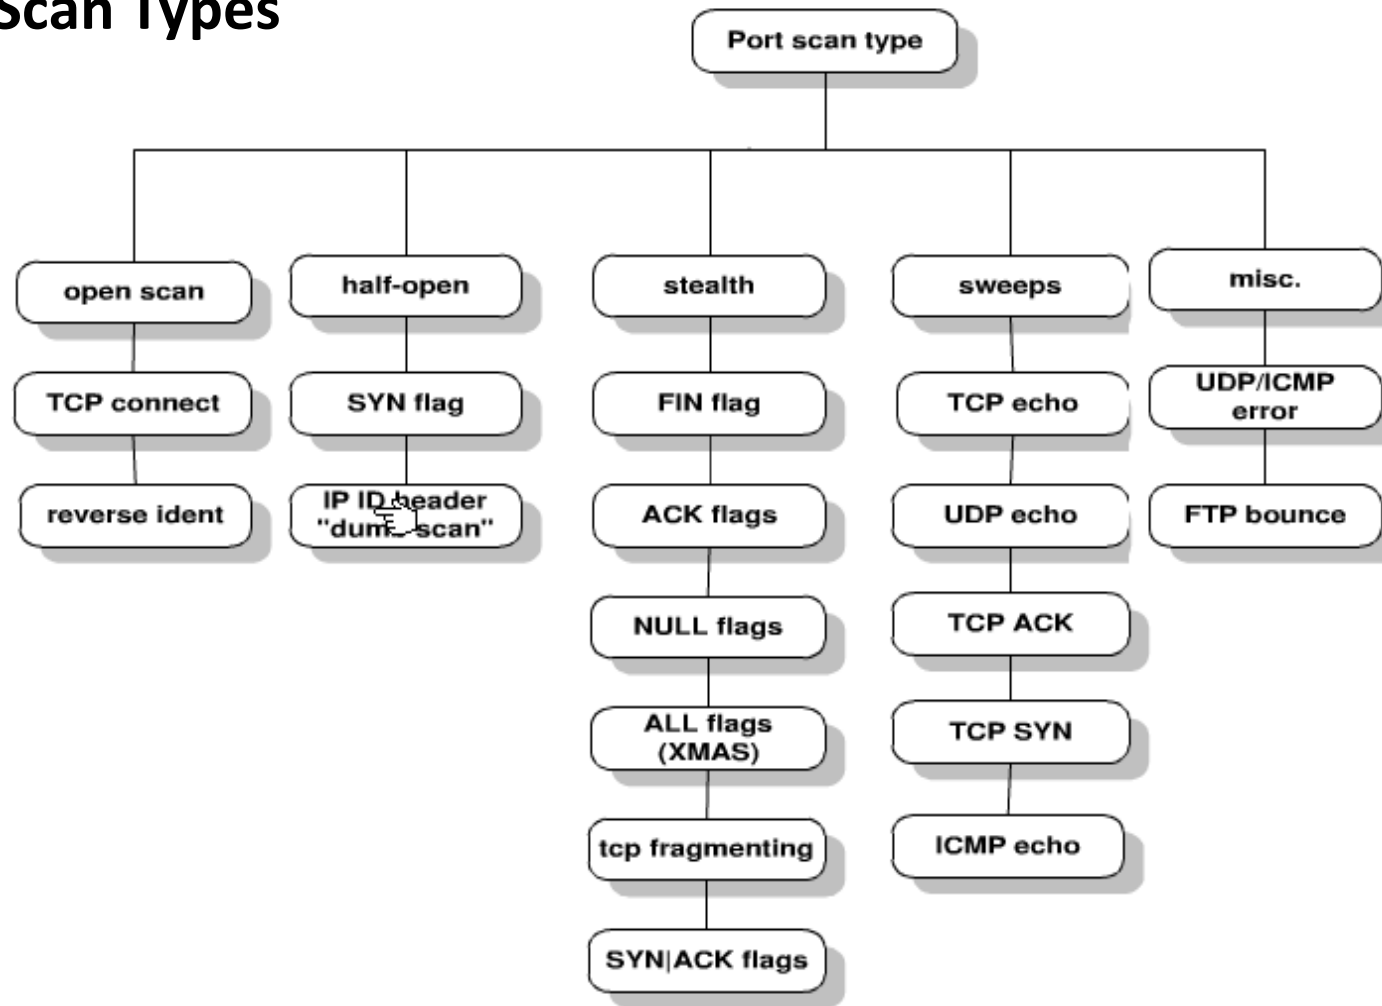 Scan Types
Port scan type
open scan
TCP connect
reverse ident
half-open
SYN flag
IP ID header
"dumb scan"
stealth
FIN flag
ACK flags
NULL flags
ALL flags
(XMAS)
tcp fragmenting
SYN|ACK flags
sweeps
TCP echo
UDP echo
TCP ACK
TCP SYN
ICMP echo
misc.
UDP/ICMP
error
FTP bounce